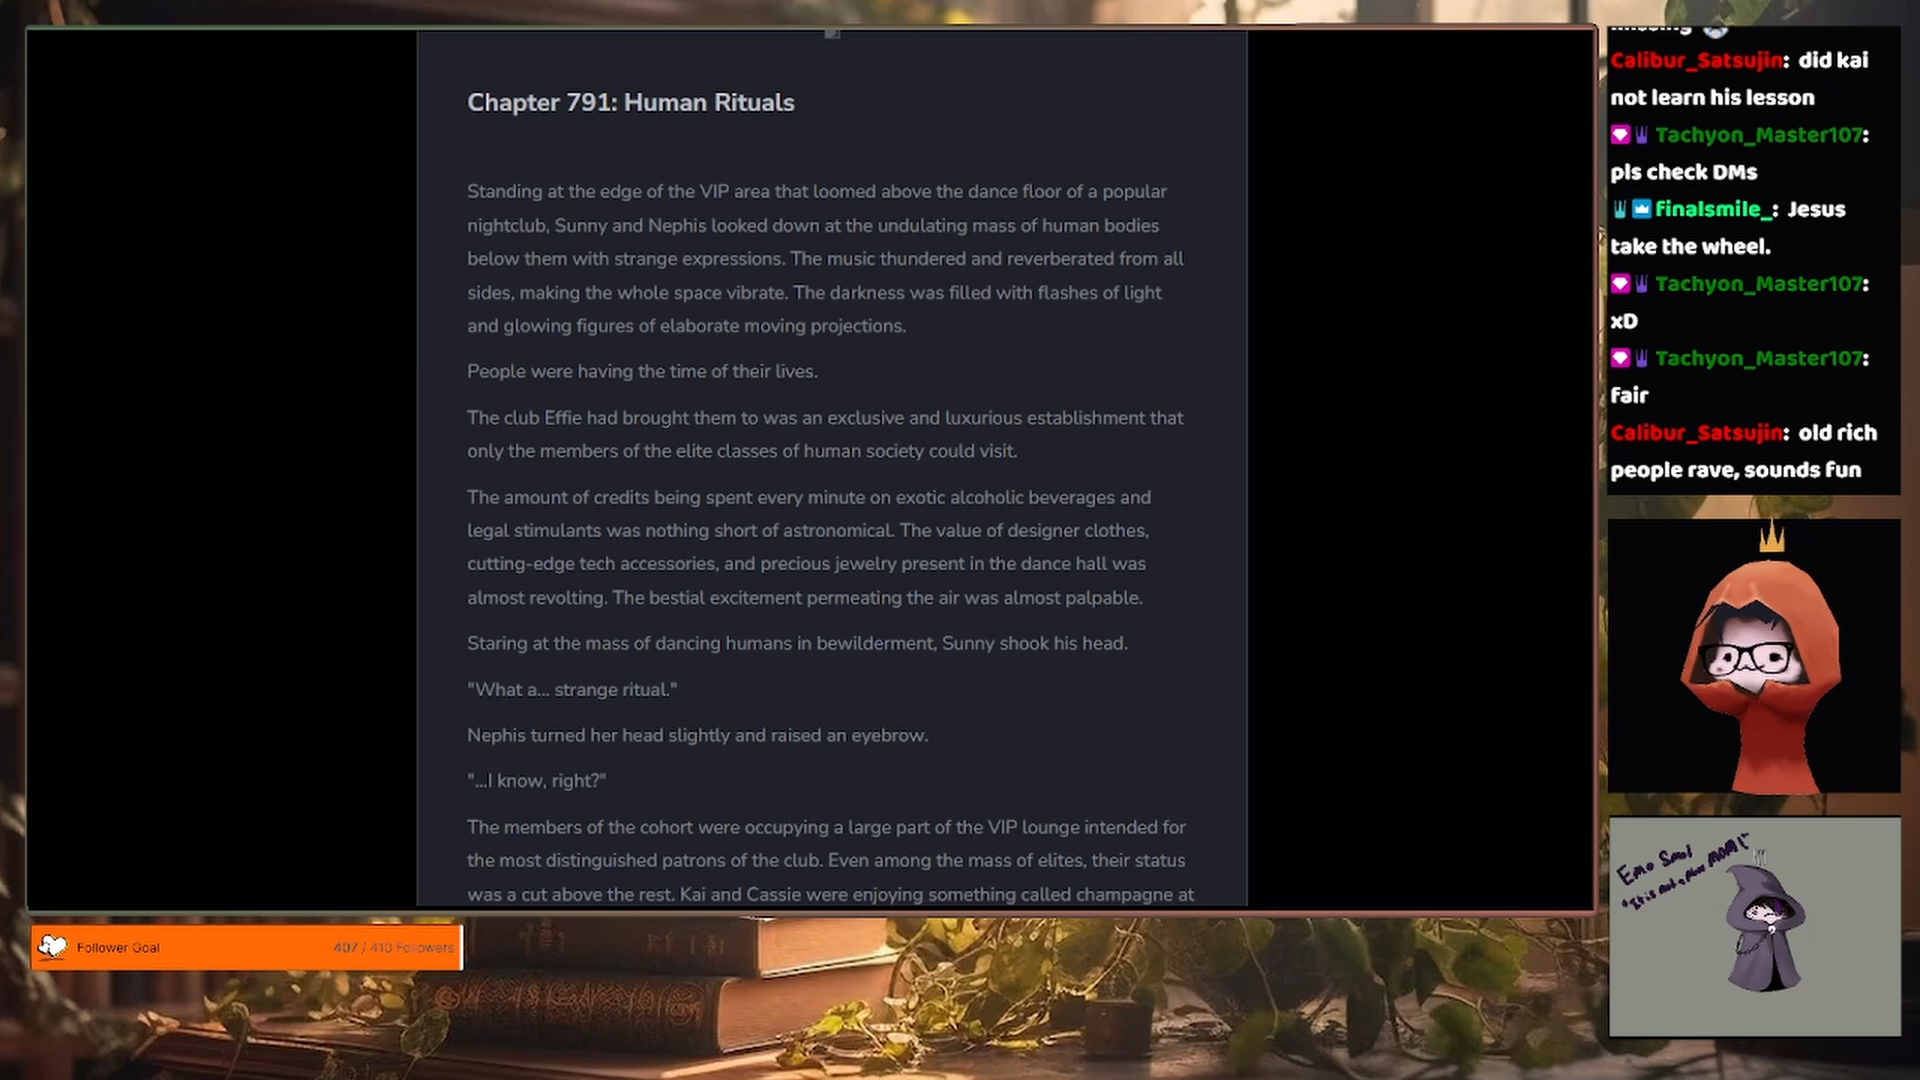 Chapter 791: Human Rituals
Standing at the edge of the VIP area that loomed above the dance floor of a popular
nightclub, Sunny and Nephis looked down at the undulating mass of human bodies
below them with strange expressions. The music thundered and reverberated from all
sides, making the whole space vibrate. The darkness was filled with flashes of light
and glowing figures of elaborate moving projections.
People were having the time of their lives.
The club Effie had brought them to was an exclusive and luxurious establishment that
only the members of the elite classes of human society could visit.
The amount of credits being spent every minute on exotic alcoholic beverages and
legal stimulants was nothing short of astronomical. The value of designer clothes,
cutting-edge tech accessories, and precious jewelry present in the dance hall was
almost revolting. The bestial excitement permeating the air was almost palpable.
Staring at the mass of dancing humans in bewilderment, Sunny shook his head.
"What a... strange ritual."
Nephis turned her head slightly and raised an eyebrow.
"...I know, right?"
The members of the cohort were occupying a large part of the VIP lounge intended for
the most distinguished patrons of the club. Even among the mass of elites, their status
was a cut above the rest. Kai and Cassie were enjoying something called champagne at
Calibur_Satsujin: did kai
not learn his lesson
Tachyon_Master107:
pls check DMs
finalsmile_: Jesus
take the wheel.
Tachyon_Master107:
xD
Tachyon_Master107:
fair
Calibur_Satsujin: old rich
people rave, sounds fun
Emo Smol
Follower Goal 407 / 410 Followers